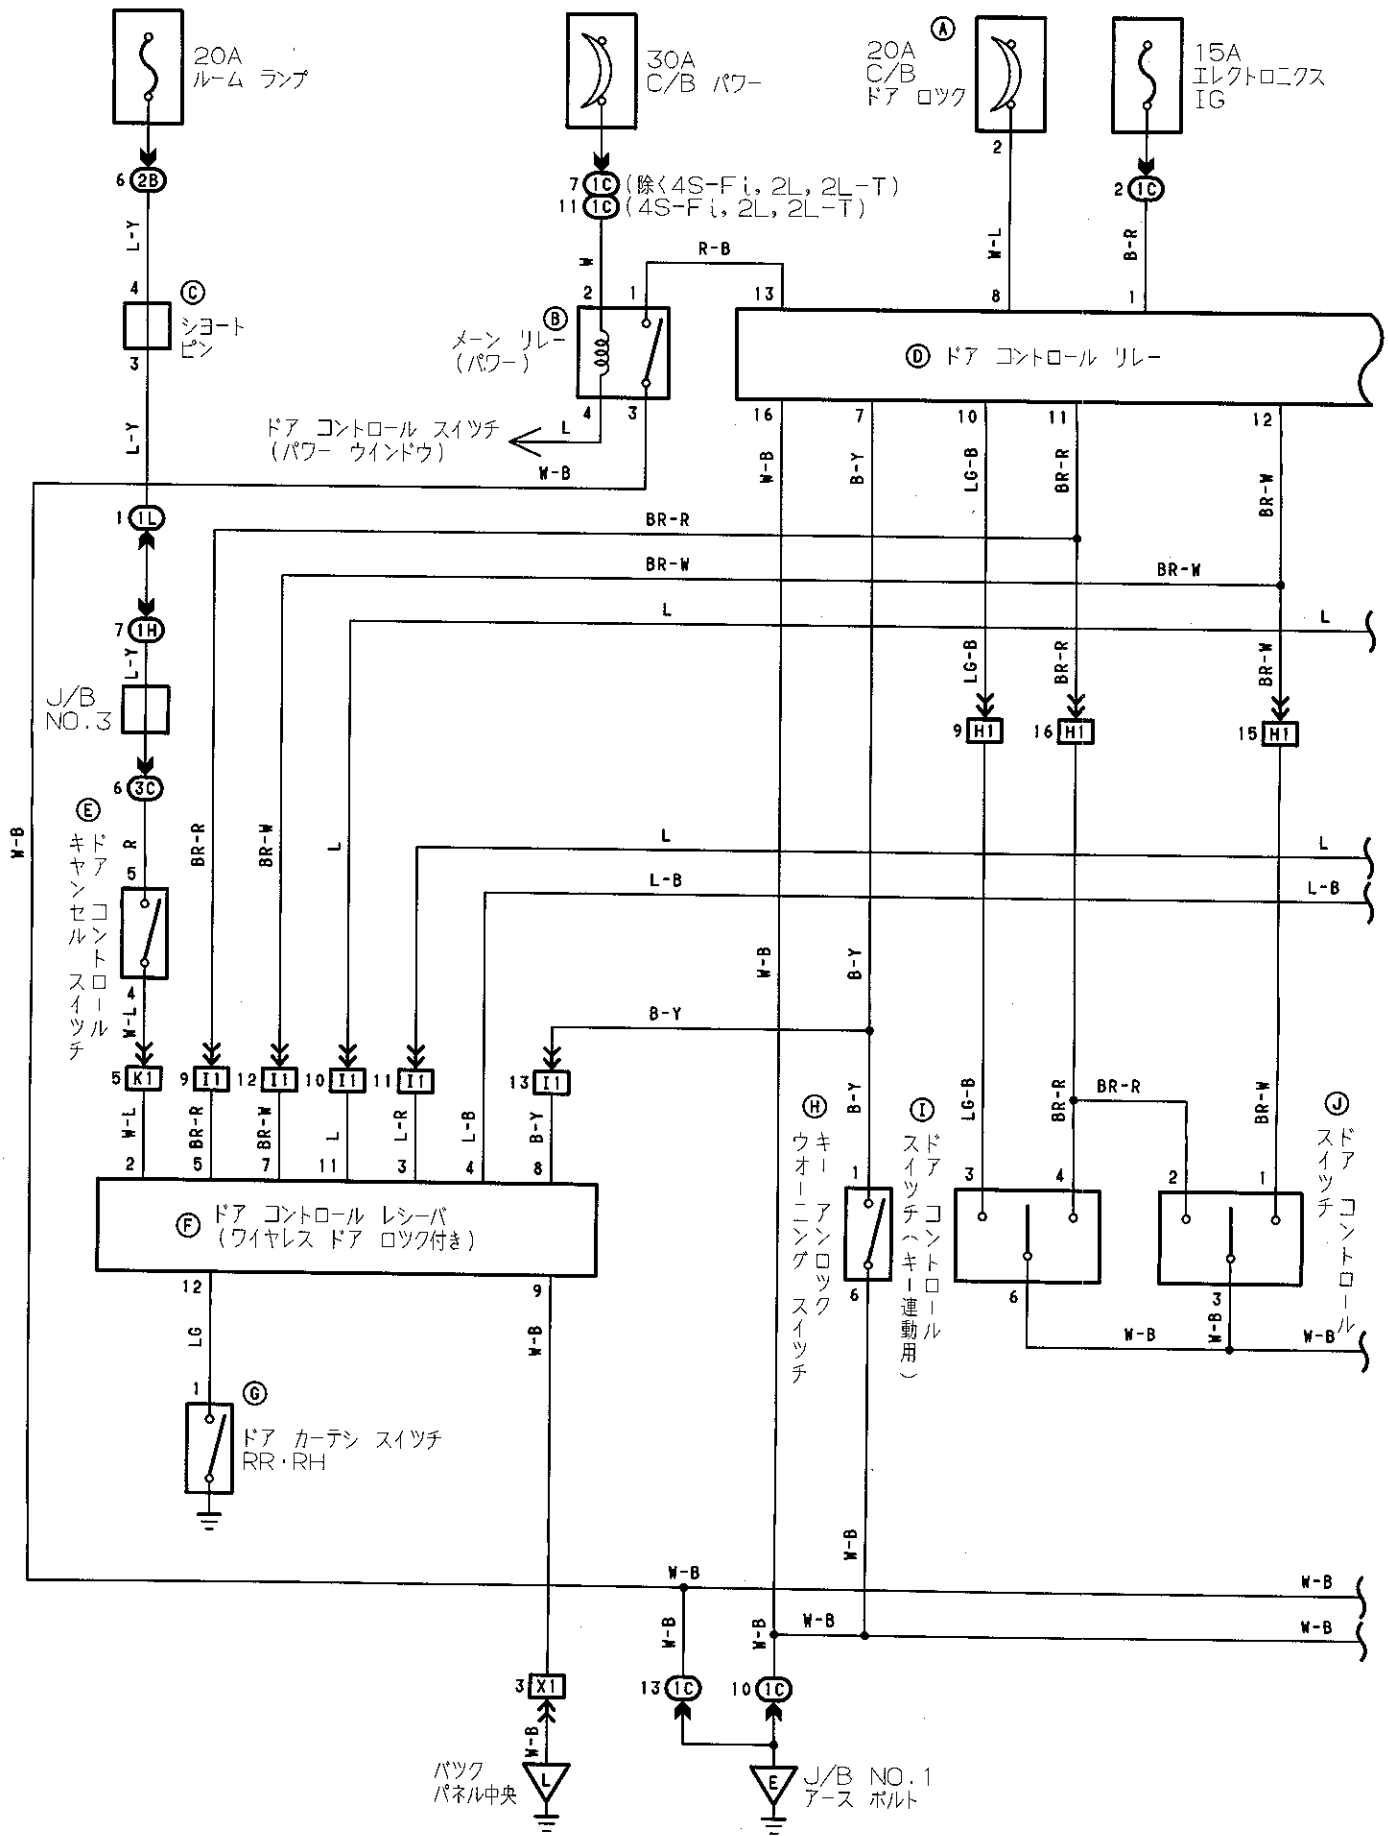 20A
ルーム ランプ
30A
C/B パワー
A
20A
C/B
ドア ロツク
15A
エレクトロニクス
IG
2
6 2B
7 1C (除く4S-Fi, 2L, 2L-T)
11 1C (4S-Fi, 2L, 2L-T)
2 1C
L-Y
W
R-B
W-L
B-R
4
C
シヨート
ピン
3
2
1
13
8
1
B
メーン リレー
(パワー)
D ドア コントロール リレー
4
3
16
7
10
11
12
ドア コントロール スイツチ
(パワー ウインドウ)
L
W-B
L-Y
W-B
B-Y
LG-B
BR-R
BR-W
1 1L
BR-R
BR-W
BR-W
L
L
7 1H
L-Y
LG-B
BR-R
BR-W
J/B
NO.3
9 H1
16 H1
15 H1
6 3C
E
ドア コントロール
キヤンセル スイツチ
W-B
R
BR-R
BR-W
L
L
L
5
L-B
L-B
4
W-L
W-B
B-Y
B-Y
5 K1
9 I1
12 I1
10 I1
11 I1
13 I1
W-L
BR-R
BR-W
L
L-R
L-B
B-Y
B-Y
LG-B
BR-R
BR-R
BR-W
2
5
7
11
3
4
8
H
キー アンロツク
ウオーニング スイツチ
1
I
ドア コントロール
スイツチ(キー連動用)
3
4
2
1
J
ドア コントロール
スイツチ
F ドア コントロール レシーバ
(ワイヤレス ドア ロツク付き)
12
9
6
6
3
LG
W-B
W-B
W-B
W-B
1
G
ドア カーテシ スイツチ
RR・RH
W-B
W-B
W-B
W-B
W-B
W-B
W-B
3 X1
13 1C
10 1C
W-B
バツク
パネル中央
L
E
J/B NO.1
アース ボルト